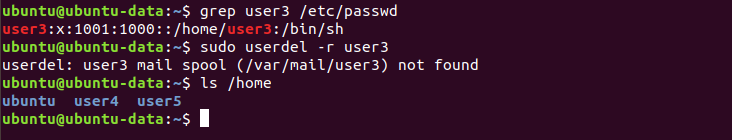 ubuntu@ubuntu-data:~$ grep user3 /etc/passwd
user3:x:1001:1000::/home/user3:/bin/sh
ubuntu@ubuntu-data:~$ sudo userdel -r user3
userdel: user3 mail spool (/var/mail/user3) not found
ubuntu@ubuntu-data:~$ ls /home
ubuntu  user4  user5
ubuntu@ubuntu-data:~$